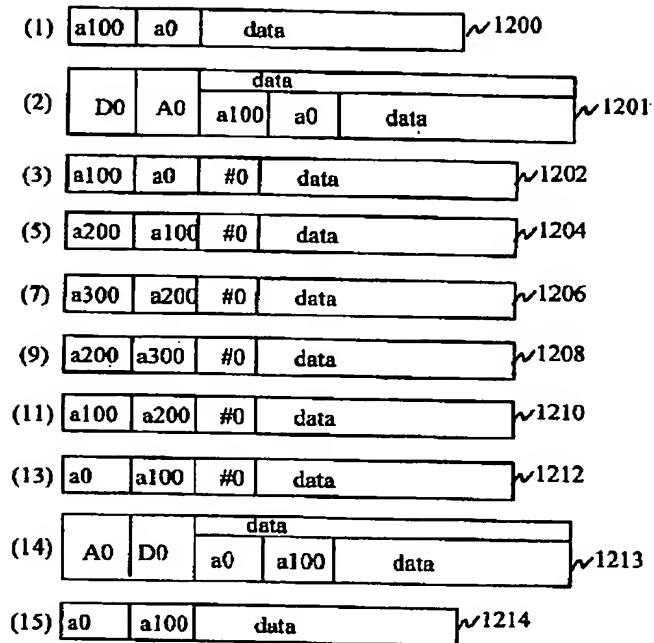 (1) a100 a0 data 1200
data
(2) D0 A0 a100 a0 data 1201
(3) a100 a0 #0 data 1202
(5) a200 a100 #0 data 1204
(7) a300 a200 #0 data 1206
(9) a200 a300 #0 data 1208
(11) a100 a200 #0 data 1210
(13) a0 a100 #0 data 1212
data
(14) A0 D0 a0 a100 data 1213
(15) a0 a100 data 1214